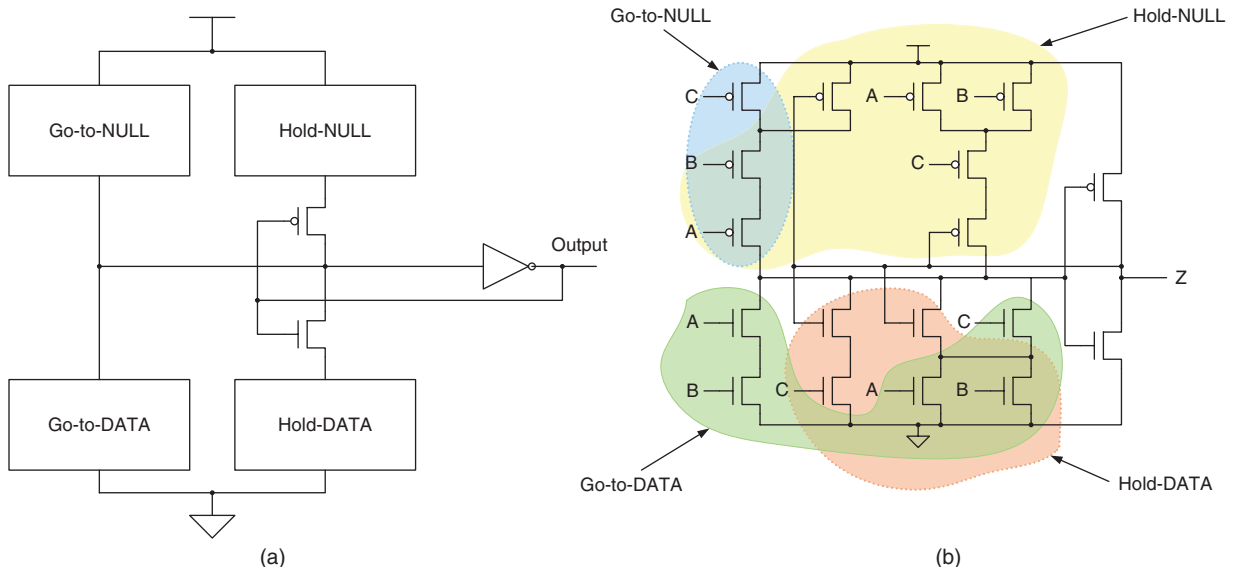 Go-to-NULL
Hold-NULL
Go-to-DATA
Hold-DATA
Output
(a)
Go-to-NULL
Hold-NULL
C
A
B
B
C
A
Z
A
C
B
C
A
B
Go-to-DATA
Hold-DATA
(b)